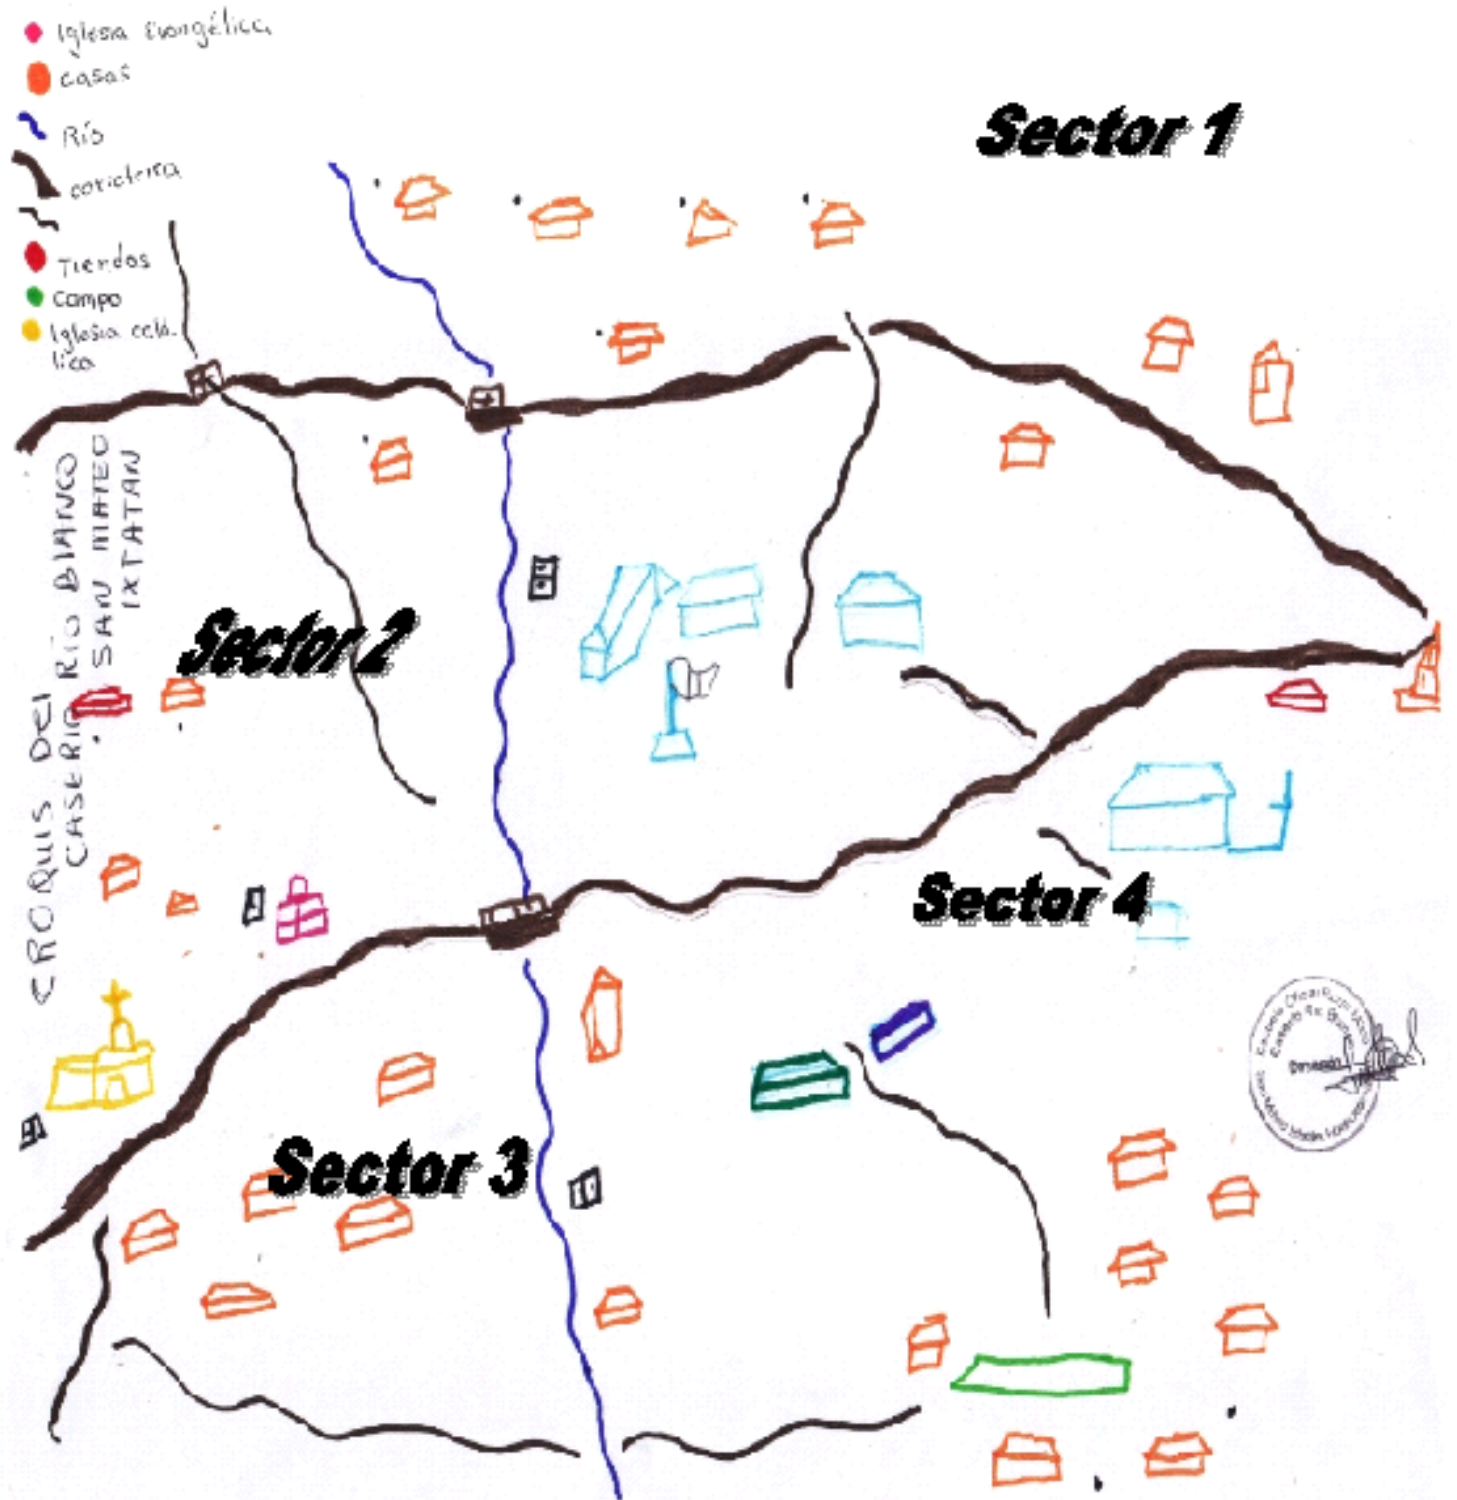 Iglesia Evangélica
casas
Río
carretera
Tiendas
Campo
Iglesia cató-
lica
Sector 1
CROQUIS DEl
CASERIO RíO BlANCO
SAN MATEO
IXTATAN
Sector 2
Sector 4
Sector 3